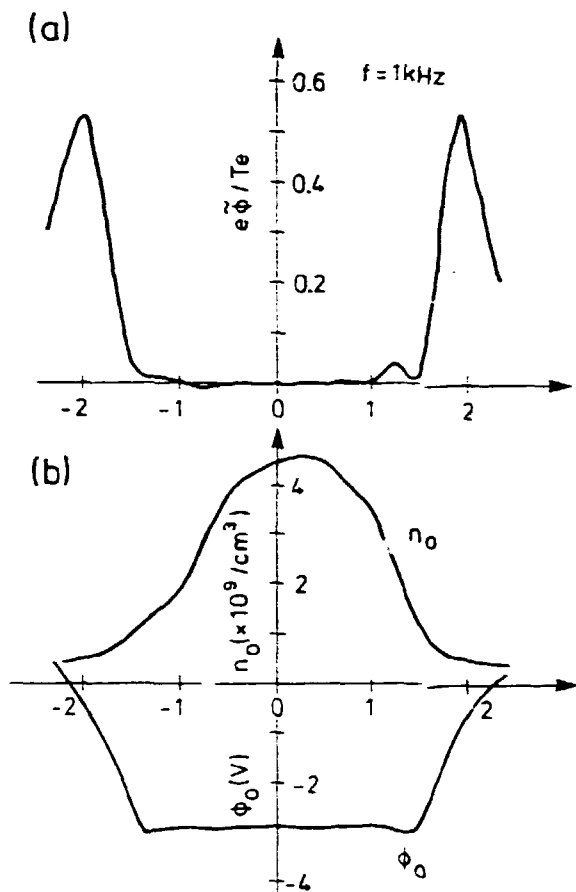 (a)
f = 1kHz
eϕ̃/Te
0.6
0.4
0.2
-2 -1 0 1 2
(b)
n₀(×10⁹/cm³)
4
n₀
2
-2 -1 0 1 2
ϕ₀(V)
-2
ϕ₀
-4